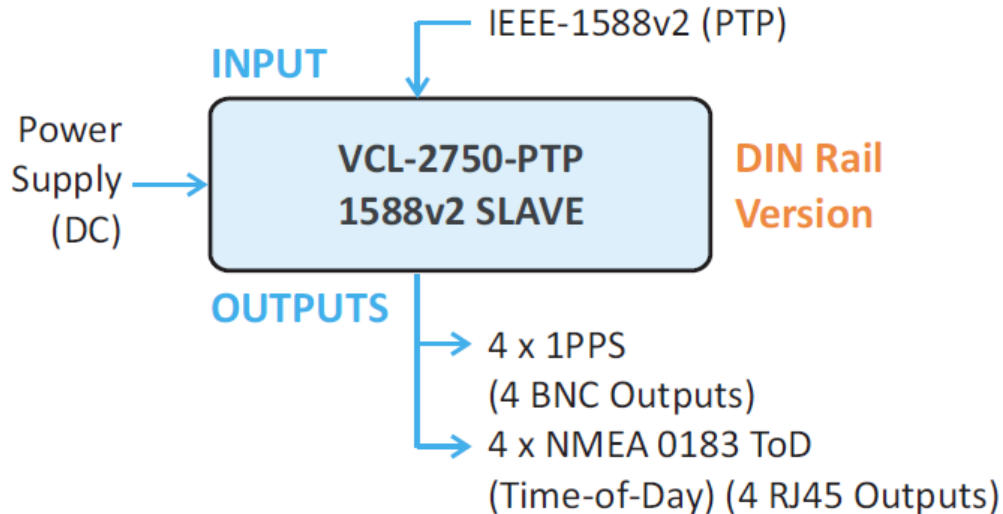 IEEE-1588v2 (PTP)
INPUT
Power
Supply
(DC)
VCL-2750-PTP
1588v2 SLAVE
DIN Rail
Version
OUTPUTS
4 x 1PPS
(4 BNC Outputs)
4 x NMEA 0183 ToD
(Time-of-Day) (4 RJ45 Outputs)